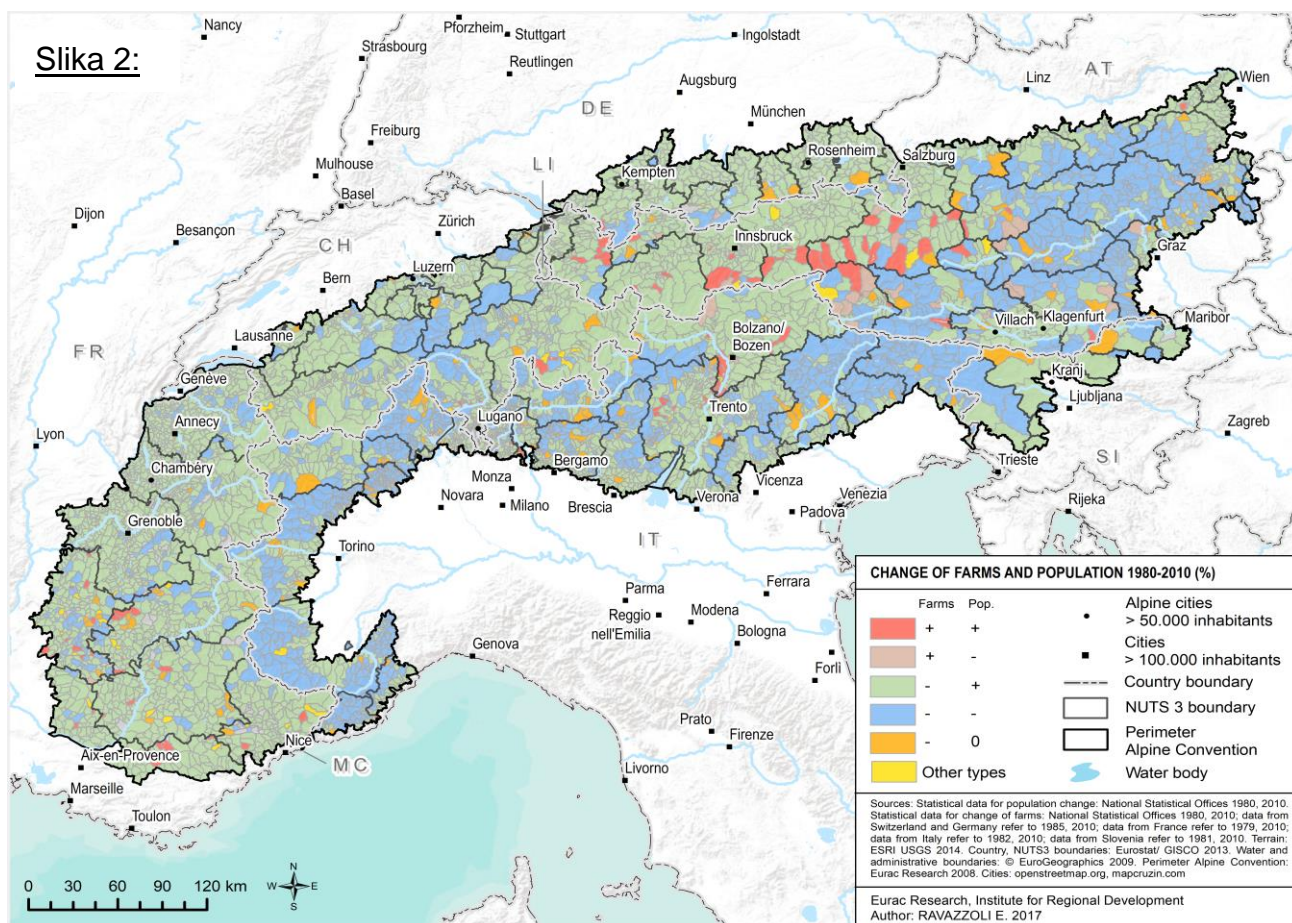 Slika 2:
Nancy
Pforzheim
Stuttgart
Ingolstadt
Strasbourg
Reutlingen
Augsburg
Linz
AT
Wien
DE
München
Freiburg
Mulhouse
Basel
LI
Kempten
Rosenheim
Salzburg
Dijon
Besançon
Zürich
CH
Innsbruck
Graz
Bern
Luzern
Lausanne
Bolzano/
Bozen
Villach
Klagenfurt
Maribor
FR
Genève
Kranj
Ljubljana
Annecy
Lugano
Trento
Zagreb
Lyon
Chambéry
Monza
Bergamo
Trieste
SI
Novara
Milano
Brescia
Verona
Vicenza
Padova
Venezia
Rijeka
Grenoble
Torino
IT
Parma
Ferrara
Reggio
nell'Emilia
Modena
Bologna
Genova
Forli
Prato
Firenze
Nice
MC
Livorno
Aix-en-Provence
Marseille
Toulon
N
W E
S
0 30 60 90 120 km
CHANGE OF FARMS AND POPULATION 1980-2010 (%)
Farms Pop.
+ +
+ -
- +
- -
- 0
Other types
Alpine cities
> 50.000 inhabitants
Cities
> 100.000 inhabitants
Country boundary
NUTS 3 boundary
Perimeter
Alpine Convention
Water body
Sources: Statistical data for population change: National Statistical Offices 1980, 2010.
Statistical data for change of farms: National Statistical Offices 1980, 2010; data from
Switzerland and Germany refer to 1985, 2010; data from France refer to 1979, 2010;
data from Italy refer to 1982, 2010; data from Slovenia refer to 1981, 2010. Terrain:
ESRI USGS 2014. Country, NUTS3 boundaries: Eurostat/ GISCO 2013. Water and
administrative boundaries: © EuroGeographics 2009. Perimeter Alpine Convention:
Eurac Research 2008. Cities: openstreetmap.org, mapcruzin.com
Eurac Research, Institute for Regional Development
Author: RAVAZZOLI E. 2017